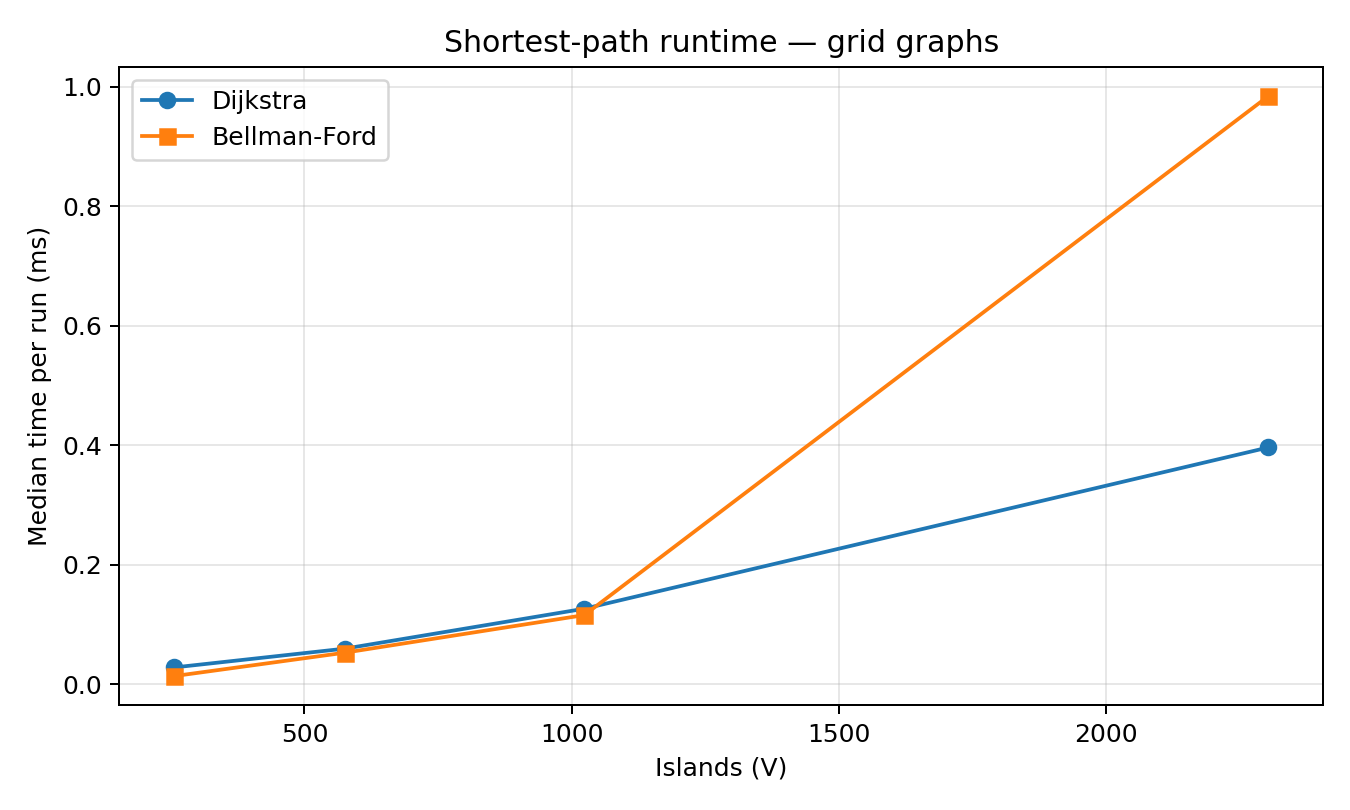 Shortest-path runtime — grid graphs
Dijkstra
Bellman-Ford
Median time per run (ms)
1.0
0.8
0.6
0.4
0.2
0.0
500
1000
1500
2000
Islands (V)